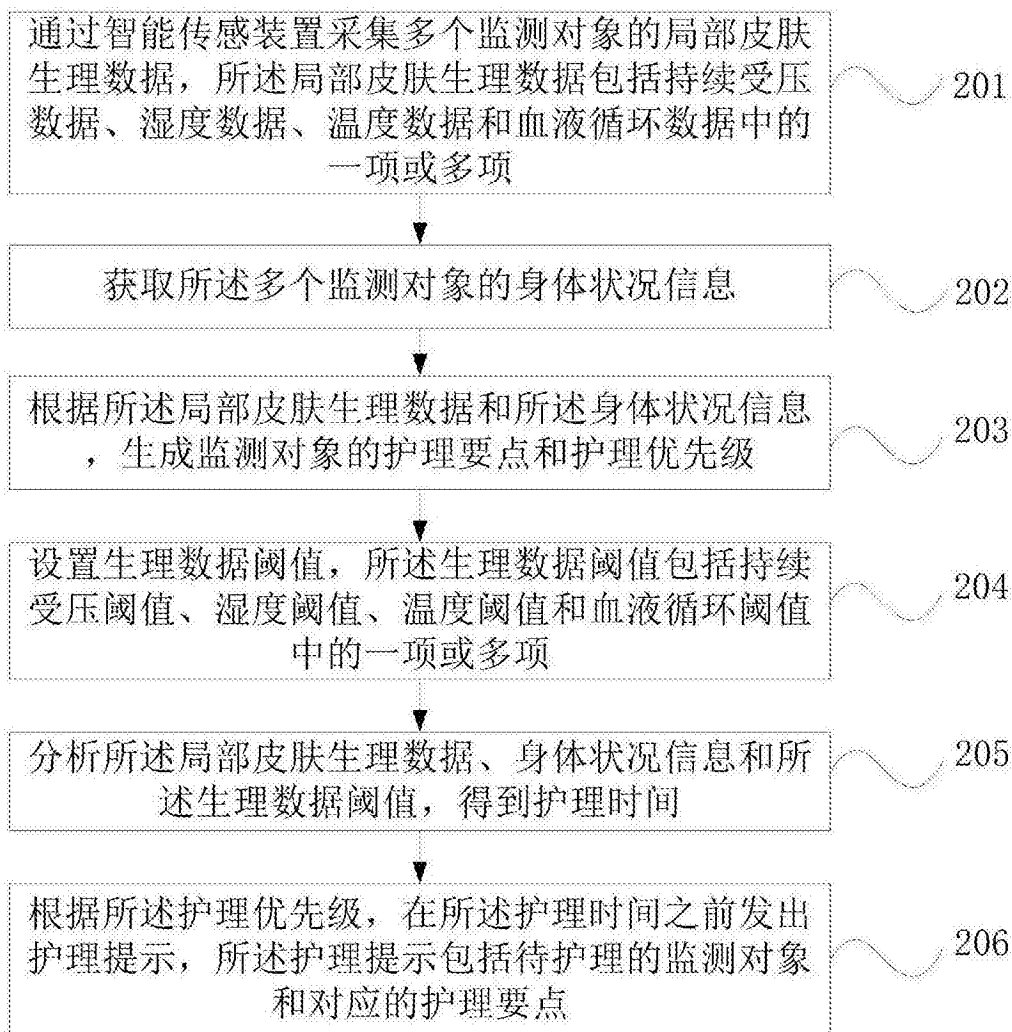 通过智能传感装置采集多个监测对象的局部皮肤
生理数据，所述局部皮肤生理数据包括持续受压
数据、湿度数据、温度数据和血液循环数据中的
一项或多项
201
获取所述多个监测对象的身体状况信息
202
根据所述局部皮肤生理数据和所述身体状况信息
，生成监测对象的护理要点和护理优先级
203
设置生理数据阈值，所述生理数据阈值包括持续
受压阈值、湿度阈值、温度阈值和血液循环阈值
中的一项或多项
204
分析所述局部皮肤生理数据、身体状况信息和所
述生理数据阈值，得到护理时间
205
根据所述护理优先级，在所述护理时间之前发出
护理提示，所述护理提示包括待护理的监测对象
和对应的护理要点
206